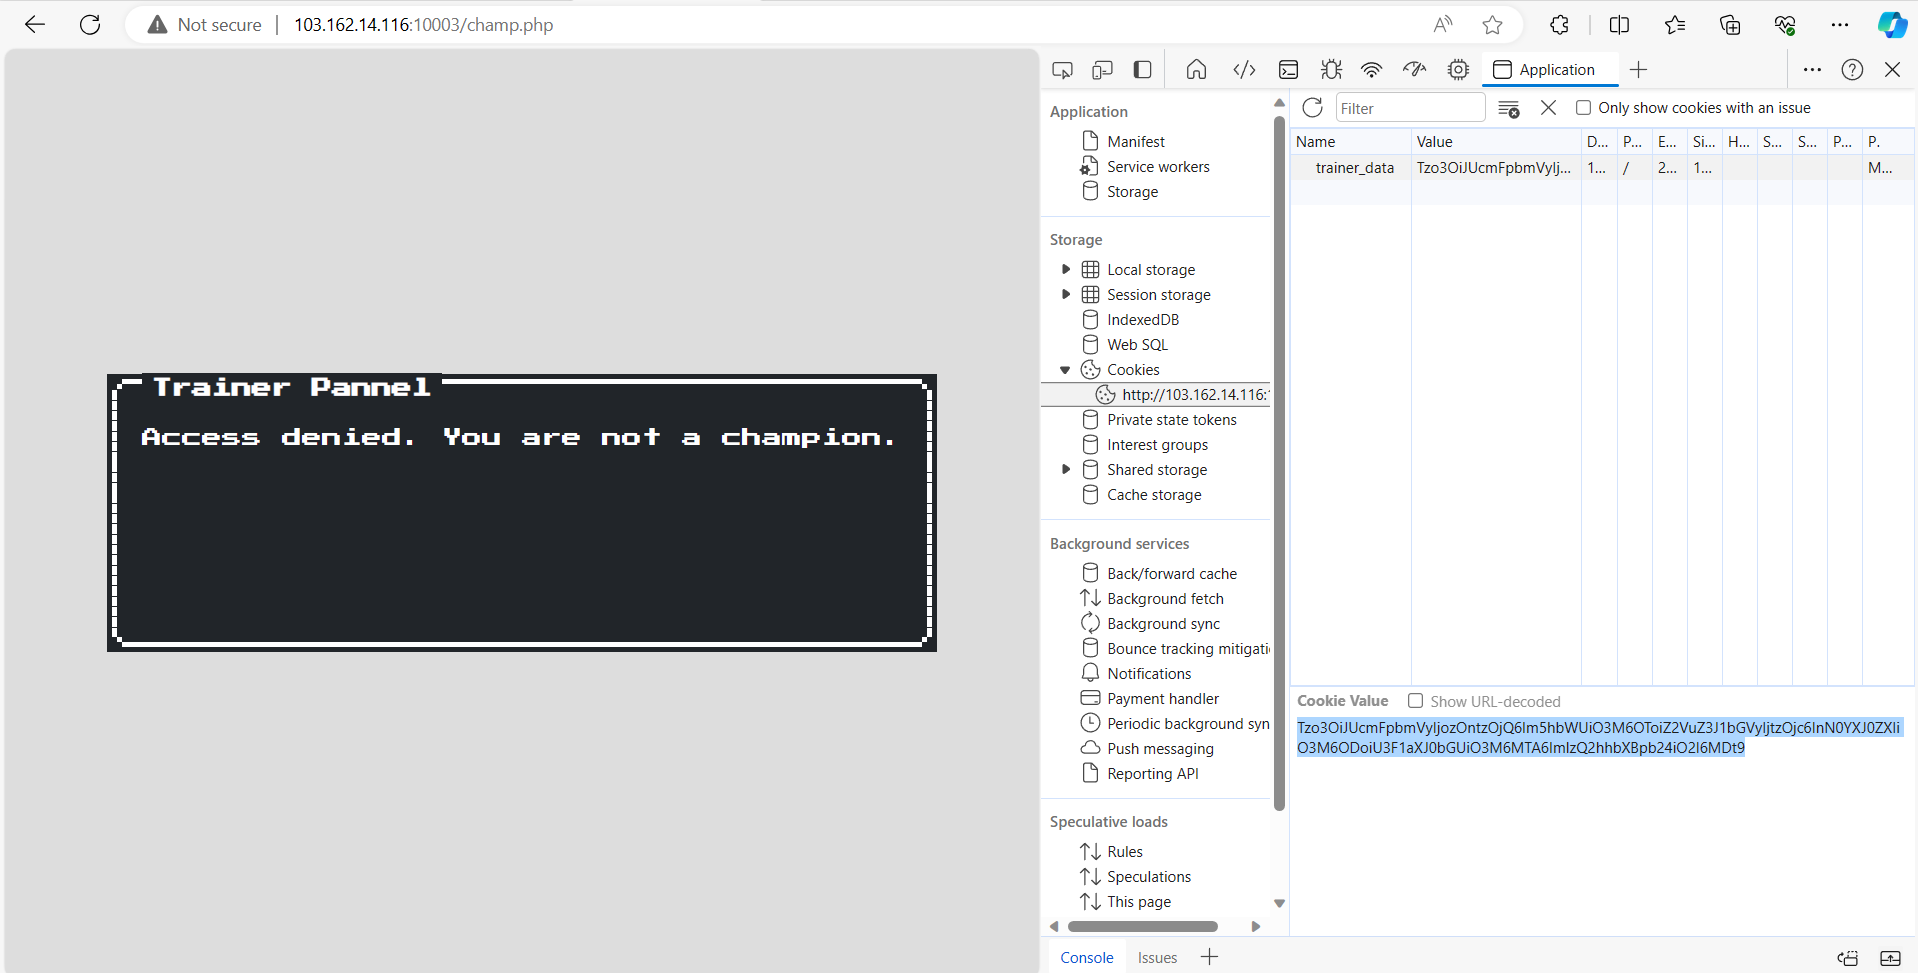 Not secure
103.162.14.116:10003/champ.php
Trainer Pannel
Access denied. You are not a champion.
Application
Application
Manifest
Service workers
Storage
Storage
Local storage
Session storage
IndexedDB
Web SQL
Cookies
http://103.162.14.116:
Private state tokens
Interest groups
Shared storage
Cache storage
Background services
Back/forward cache
Background fetch
Background sync
Bounce tracking mitigati
Notifications
Payment handler
Periodic background syn
Push messaging
Reporting API
Speculative loads
Rules
Speculations
This page
Filter
Only show cookies with an issue
Name Value D... P... E... Si... H... S... S... P... P.
trainer_data Tzo3OiJUcmFpbmVyIj... 1... / 2... 1... M...
Cookie Value Show URL-decoded
Tzo3OiJUcmFpbmVyIjozOntzOjQ6Im5hbWUiO3M6OToiZ2VuZ3J1bGVyIjtzOjc6InN0YXJ0ZXIi
O3M6ODoiU3F1aXJ0bGUiO3M6MTA6ImlzQ2hhbXBpb24iO2I6MDt9
Console Issues